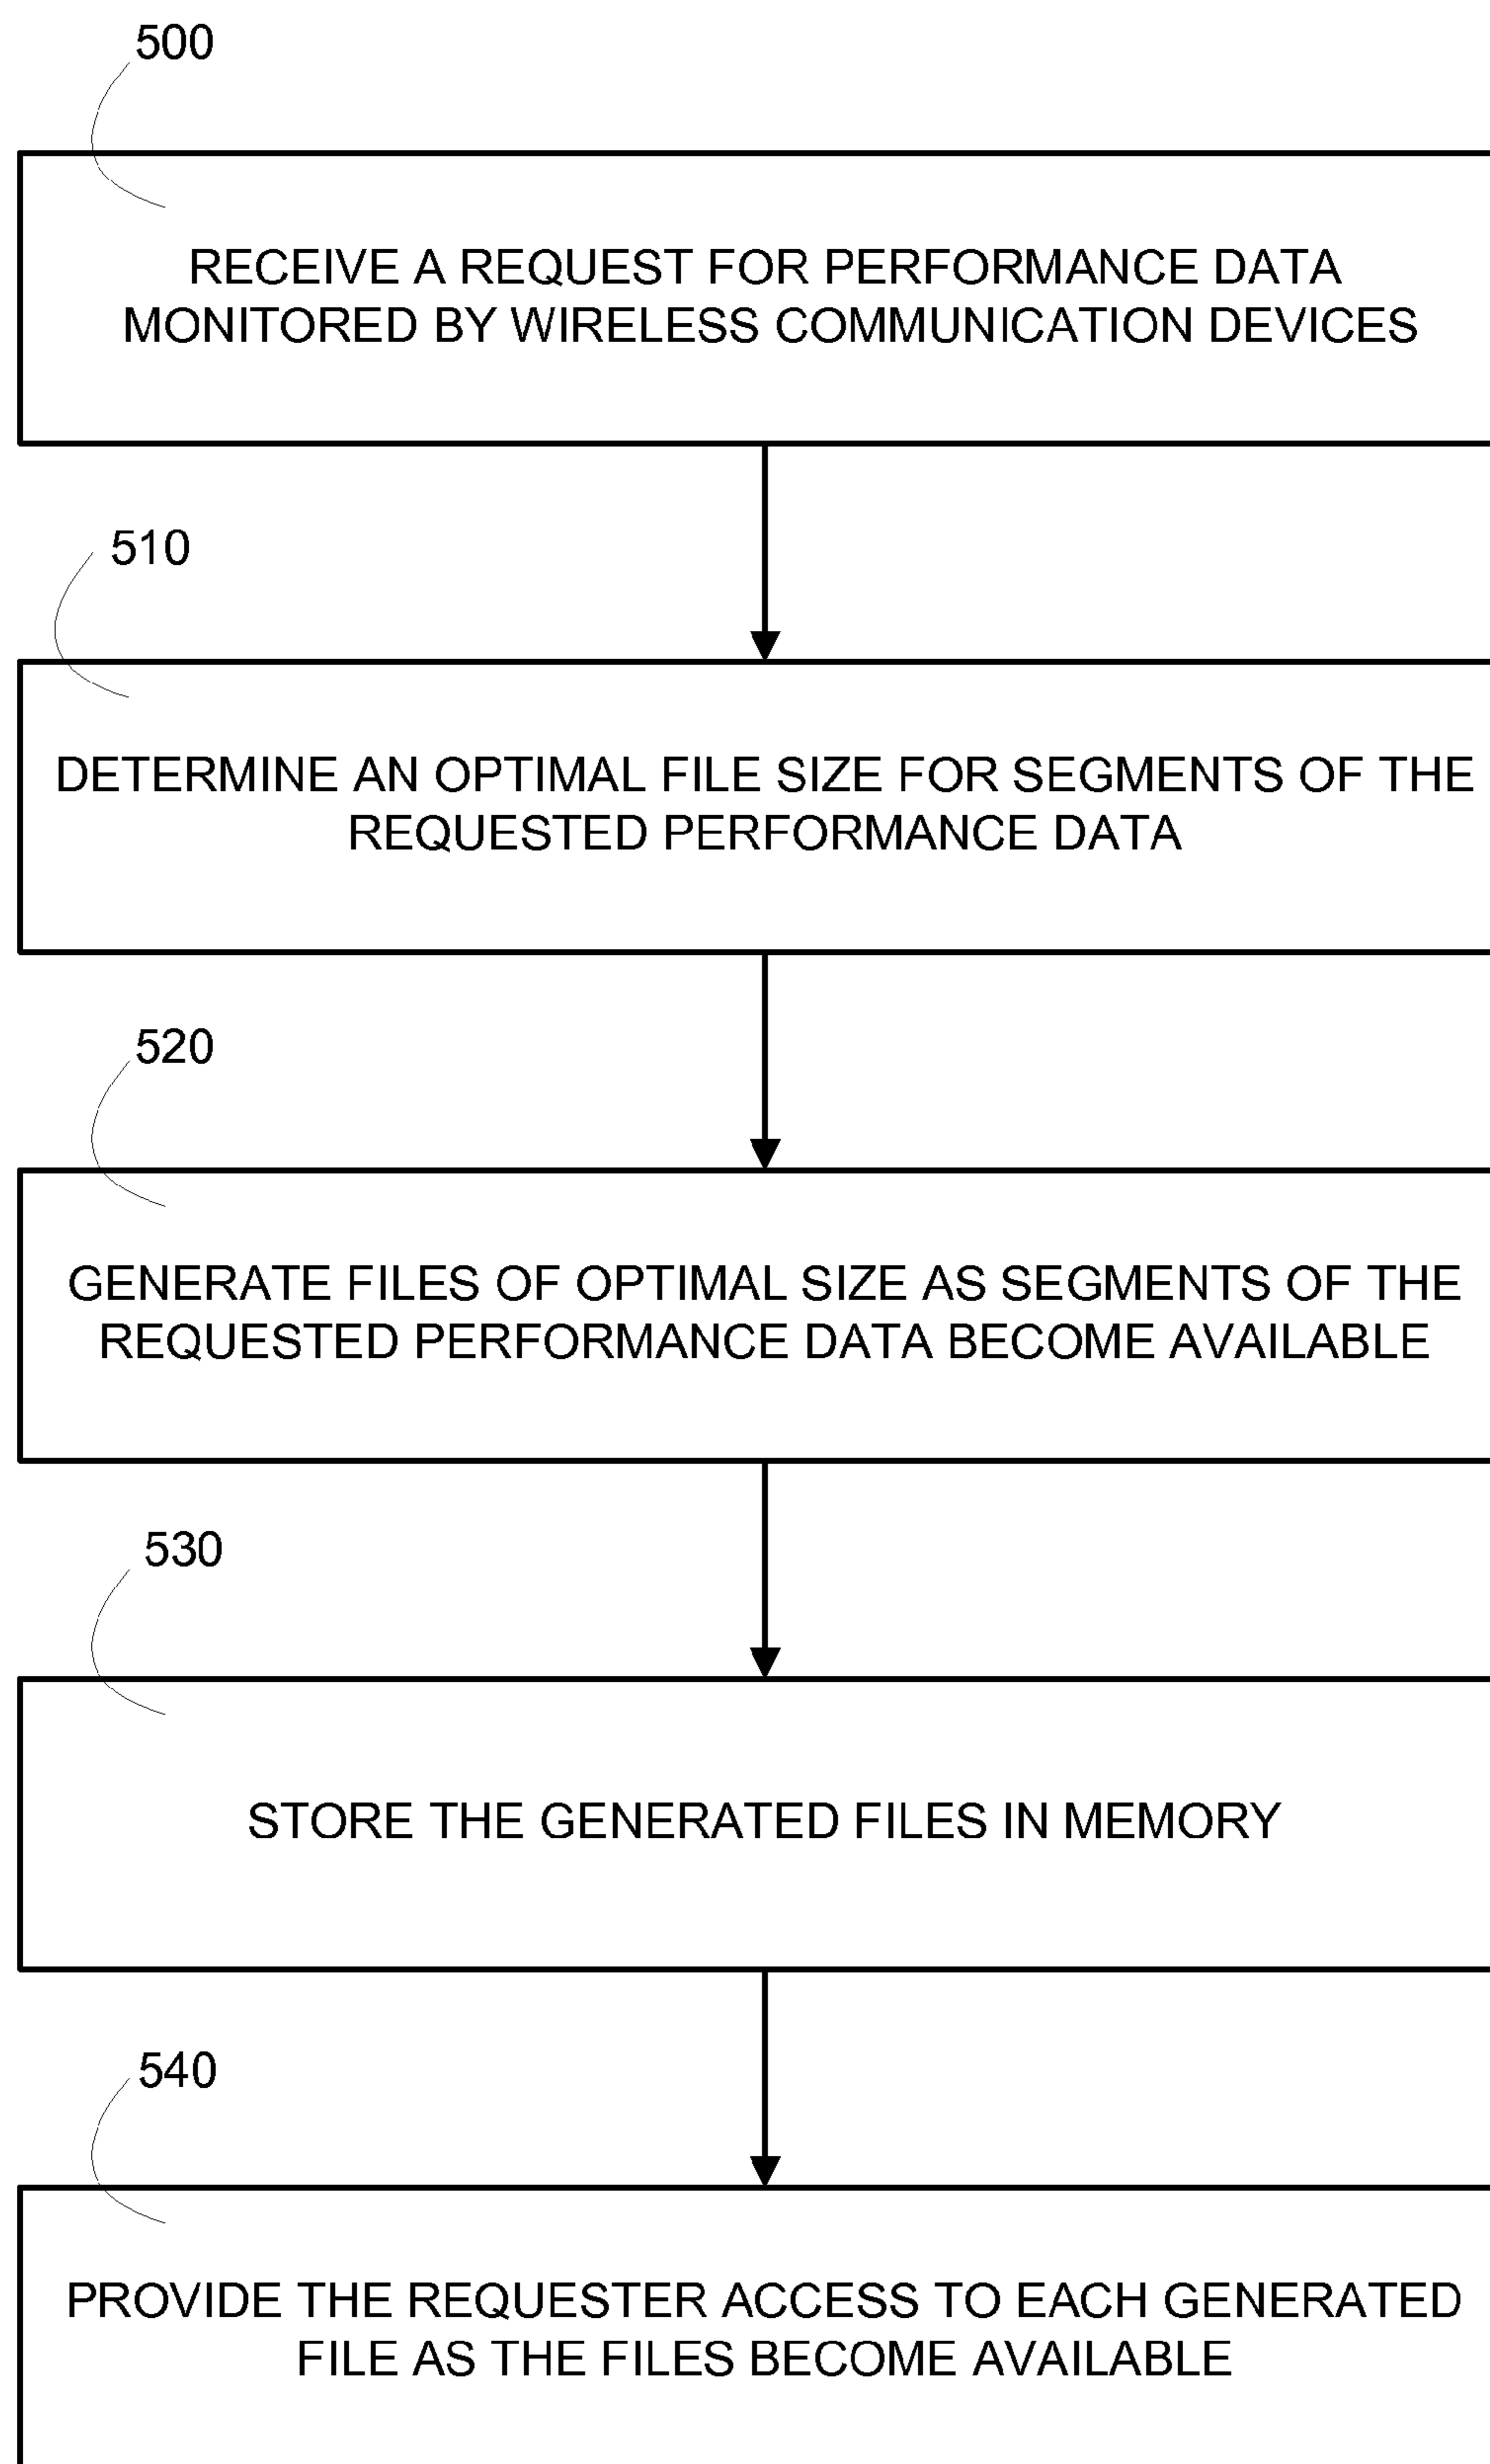 500
RECEIVE A REQUEST FOR PERFORMANCE DATA
MONITORED BY WIRELESS COMMUNICATION DEVICES
510
DETERMINE AN OPTIMAL FILE SIZE FOR SEGMENTS OF THE
REQUESTED PERFORMANCE DATA
520
GENERATE FILES OF OPTIMAL SIZE AS SEGMENTS OF THE
REQUESTED PERFORMANCE DATA BECOME AVAILABLE
530
STORE THE GENERATED FILES IN MEMORY
540
PROVIDE THE REQUESTER ACCESS TO EACH GENERATED
FILE AS THE FILES BECOME AVAILABLE